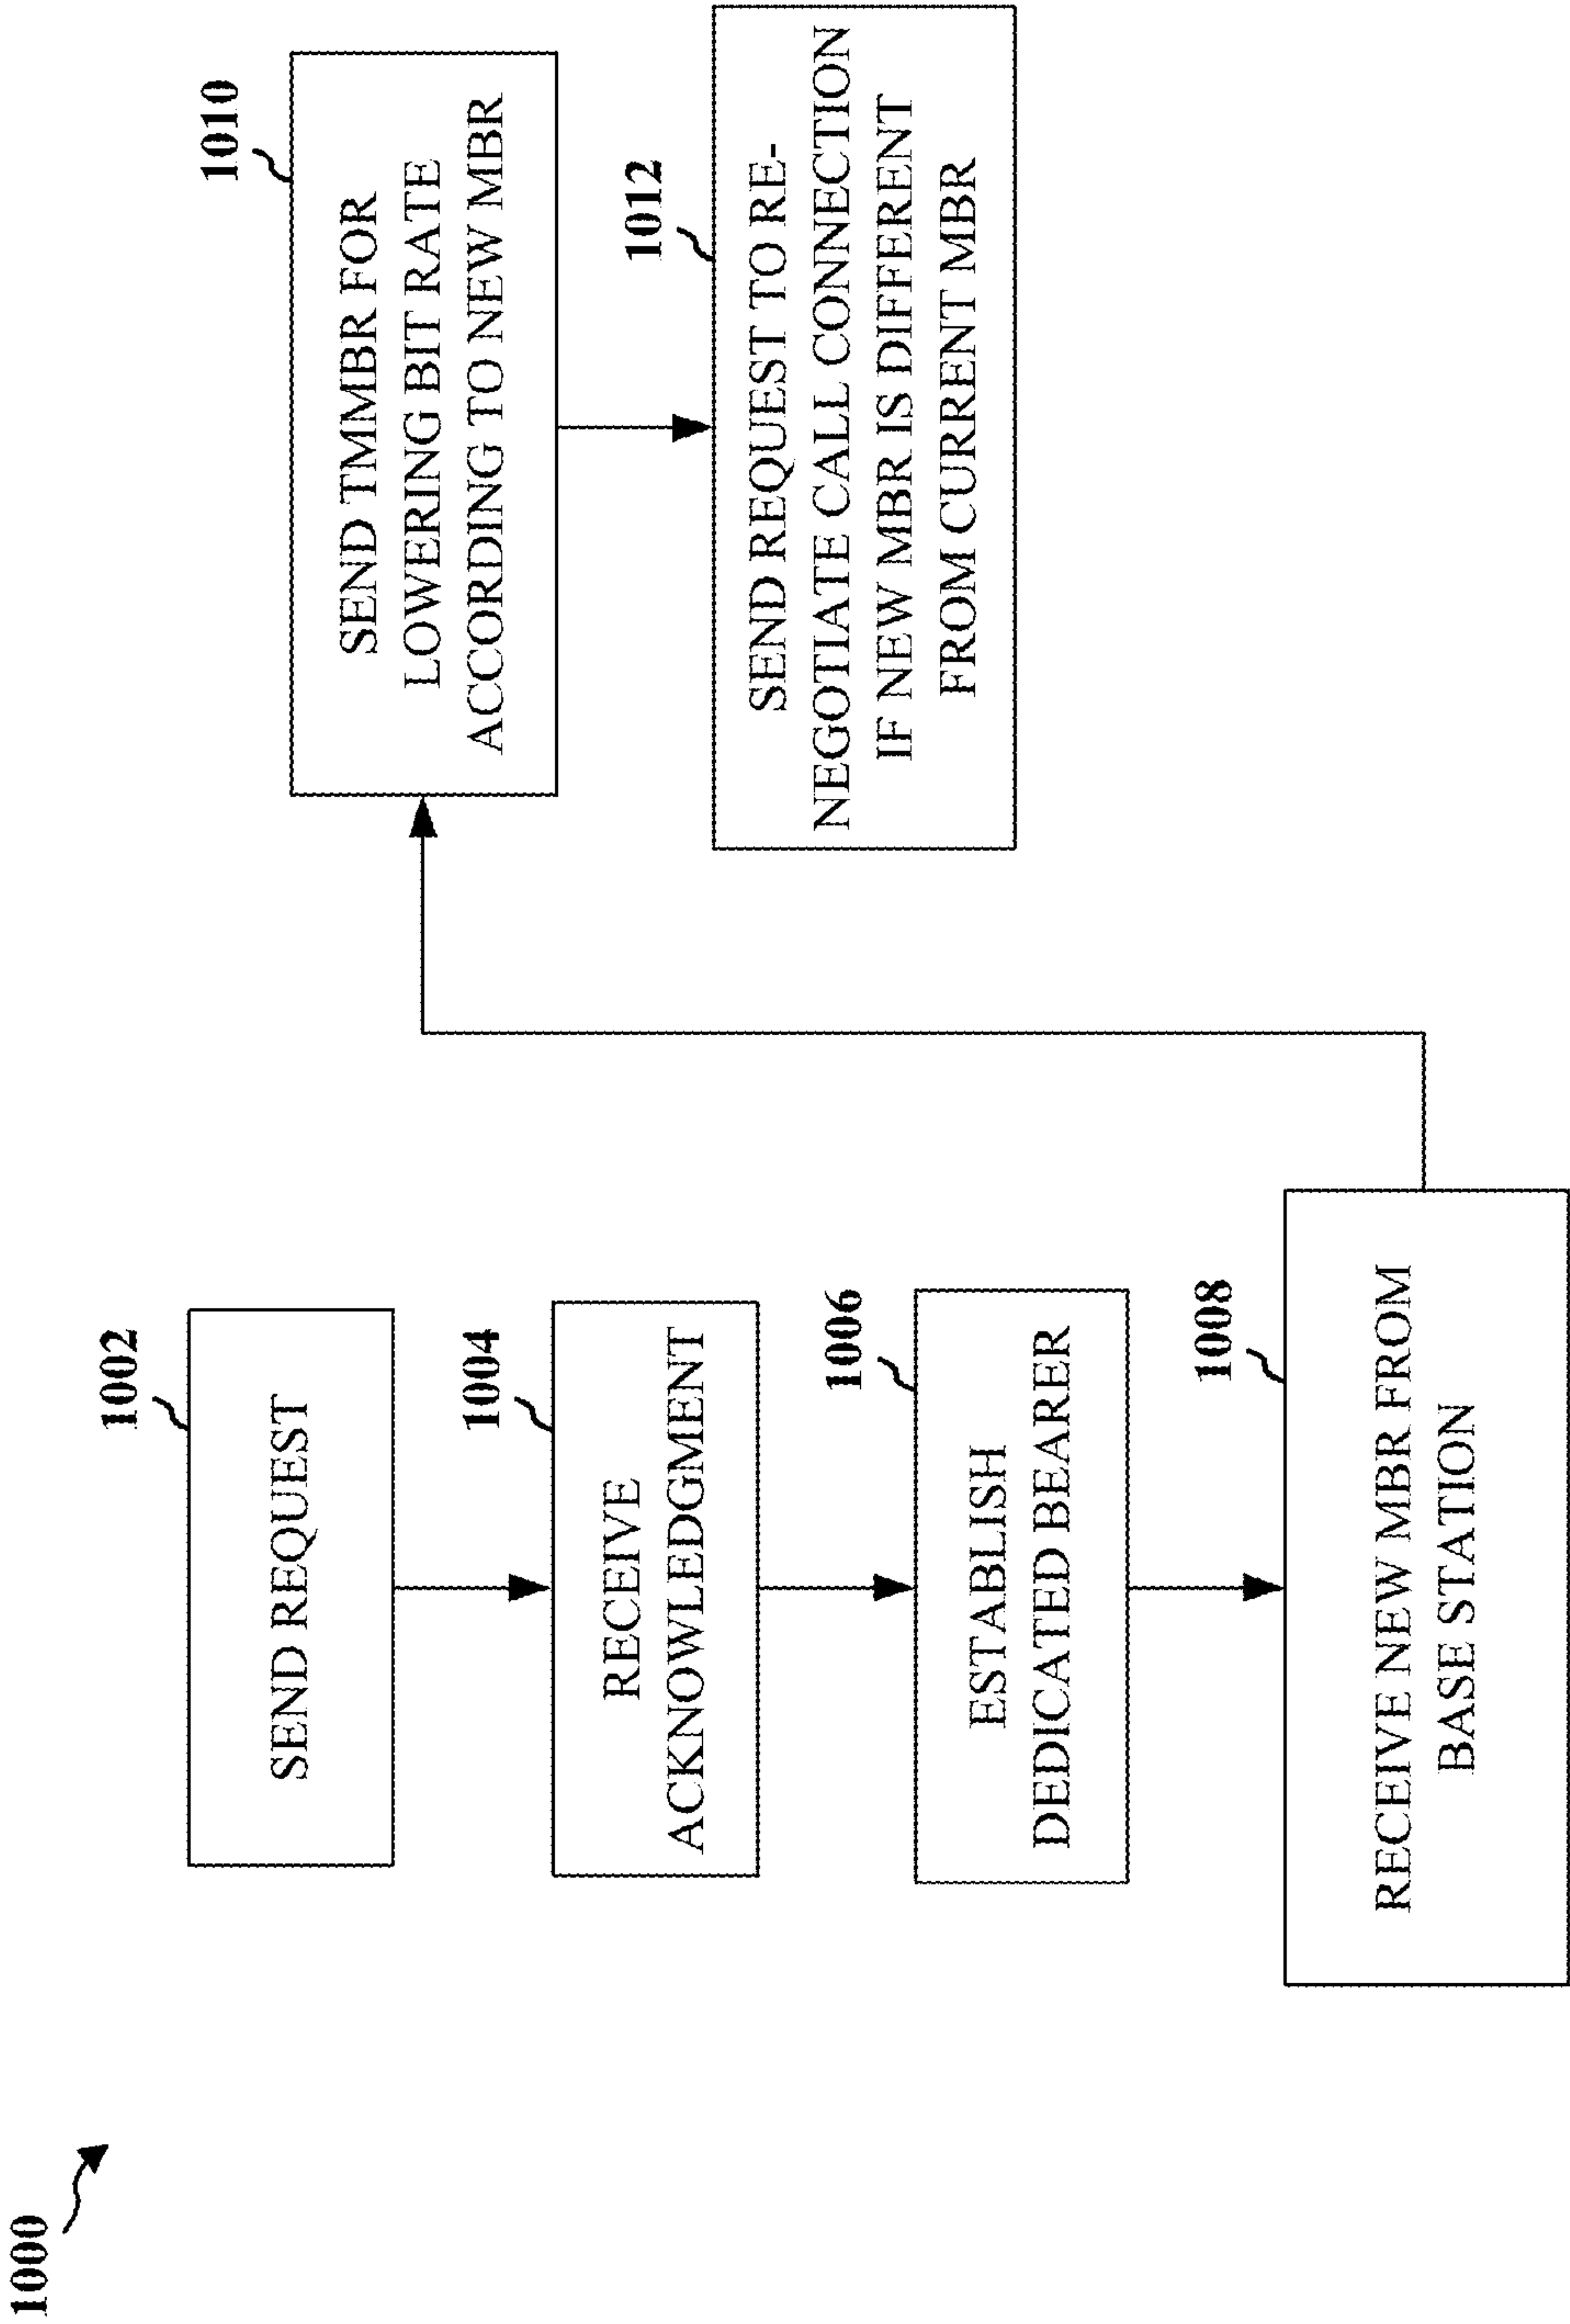 1000
1002
SEND REQUEST
1004
RECEIVE
ACKNOWLEDGMENT
1006
ESTABLISH
DEDICATED BEARER
1008
RECEIVE NEW MBR FROM
BASE STATION
1010
SEND TMMBR FOR
LOWERING BIT RATE
ACCORDING TO NEW MBR
1012
SEND REQUEST TO RE-
NEGOTIATE CALL CONNECTION
IF NEW MBR IS DIFFERENT
FROM CURRENT MBR